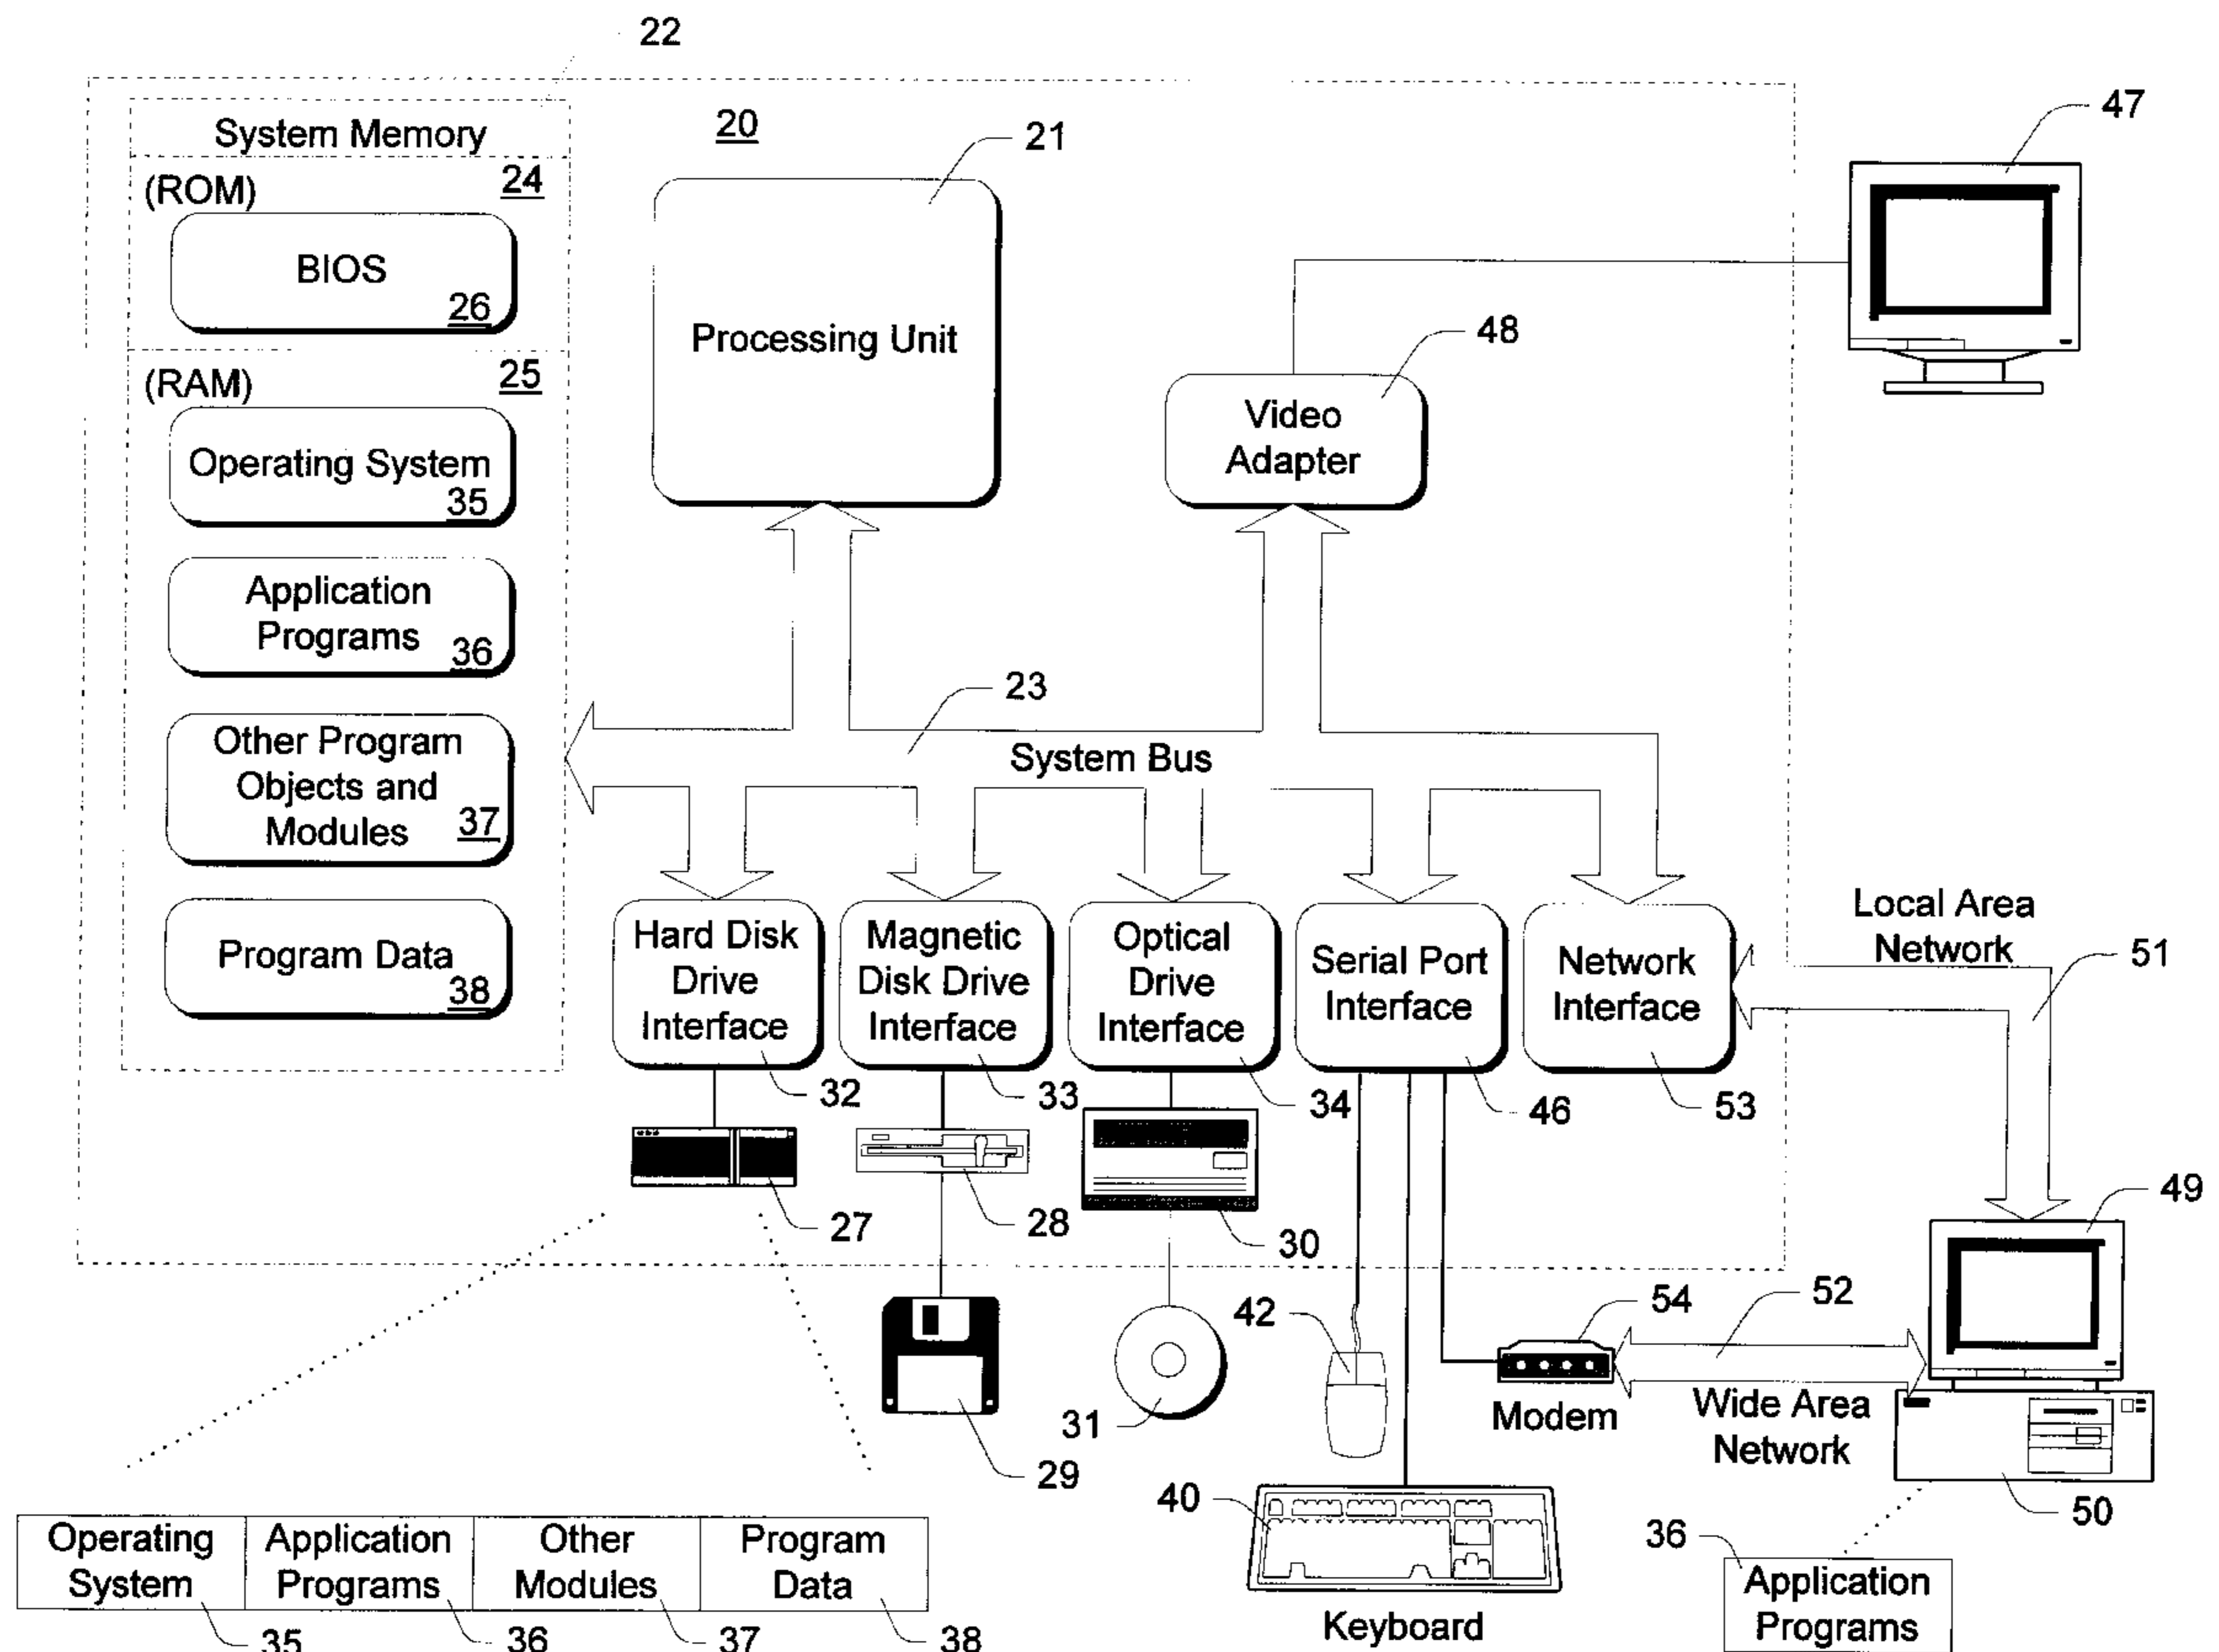 22
47
20
21
System Memory
(ROM)
24
BIOS
26
Processing Unit
48
(RAM)
25
Video
Adapter
Operating System
35
Application
Programs
36
23
Other Program
Objects and
Modules
37
System Bus
Program Data
38
Hard Disk
Drive
Interface
Magnetic
Disk Drive
Interface
Optical
Drive
Interface
Serial Port
Interface
Network
Interface
Local Area
Network
51
32
33
34
46
53
27
28
30
49
42
54
52
31
29
Modem
Wide Area
Network
40
50
Operating
System
Application
Programs
Other
Modules
Program
Data
35
36
37
38
Keyboard
36
Application
Programs